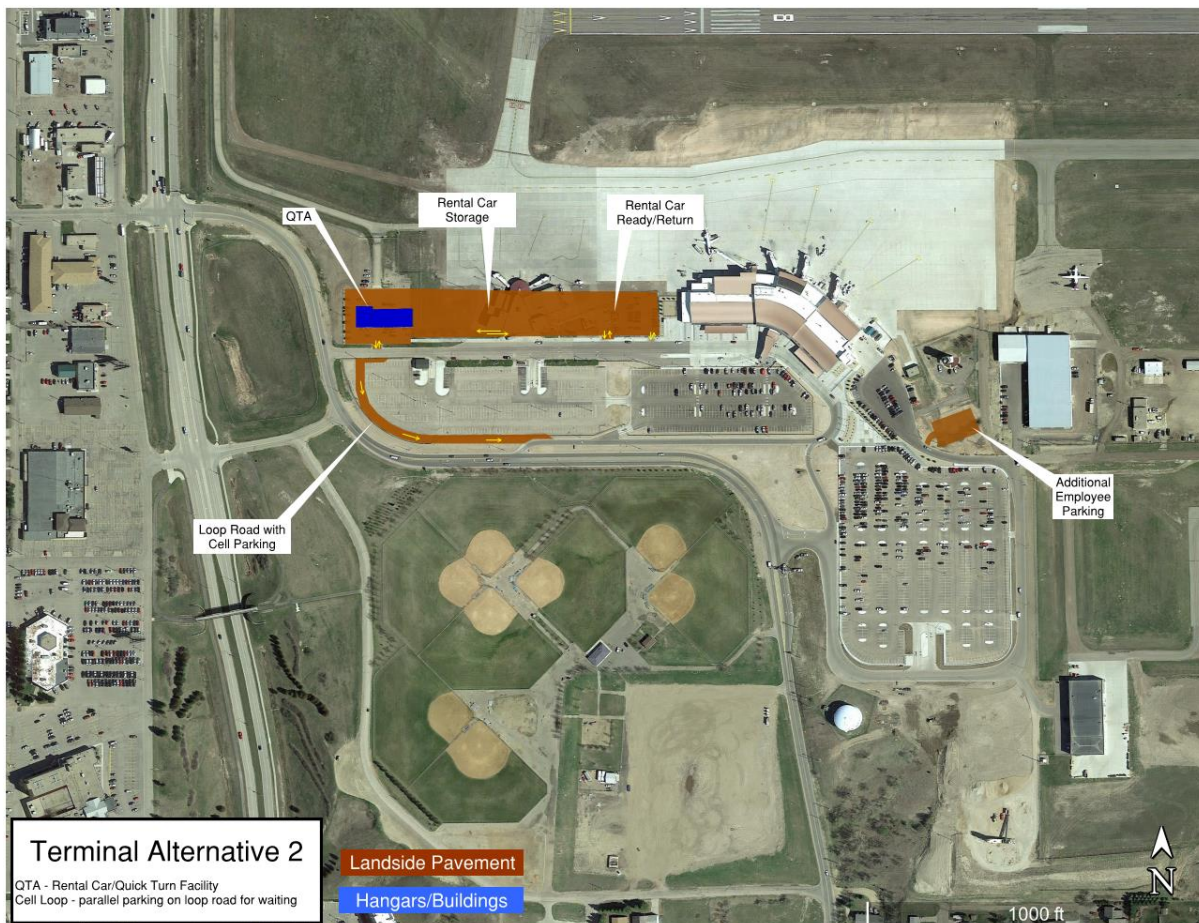 QTA
Rental Car
Storage
Rental Car
Ready/Return
Loop Road with
Cell Parking
Additional
Employee
Parking
Terminal Alternative 2
QTA - Rental Car/Quick Turn Facility
Cell Loop - parallel parking on loop road for waiting
Landside Pavement
Hangars/Buildings
N
1000 ft